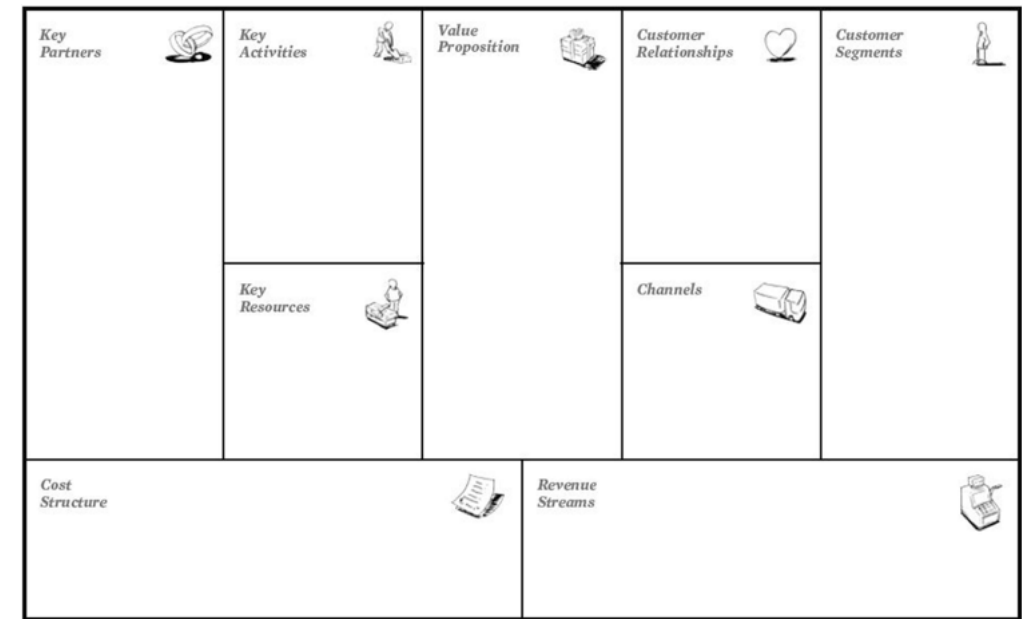 Key
Partners
Key
Activities
Value
Proposition
Customer
Relationships
Customer
Segments
Key
Resources
Channels
Cost
Structure
Revenue
Streams